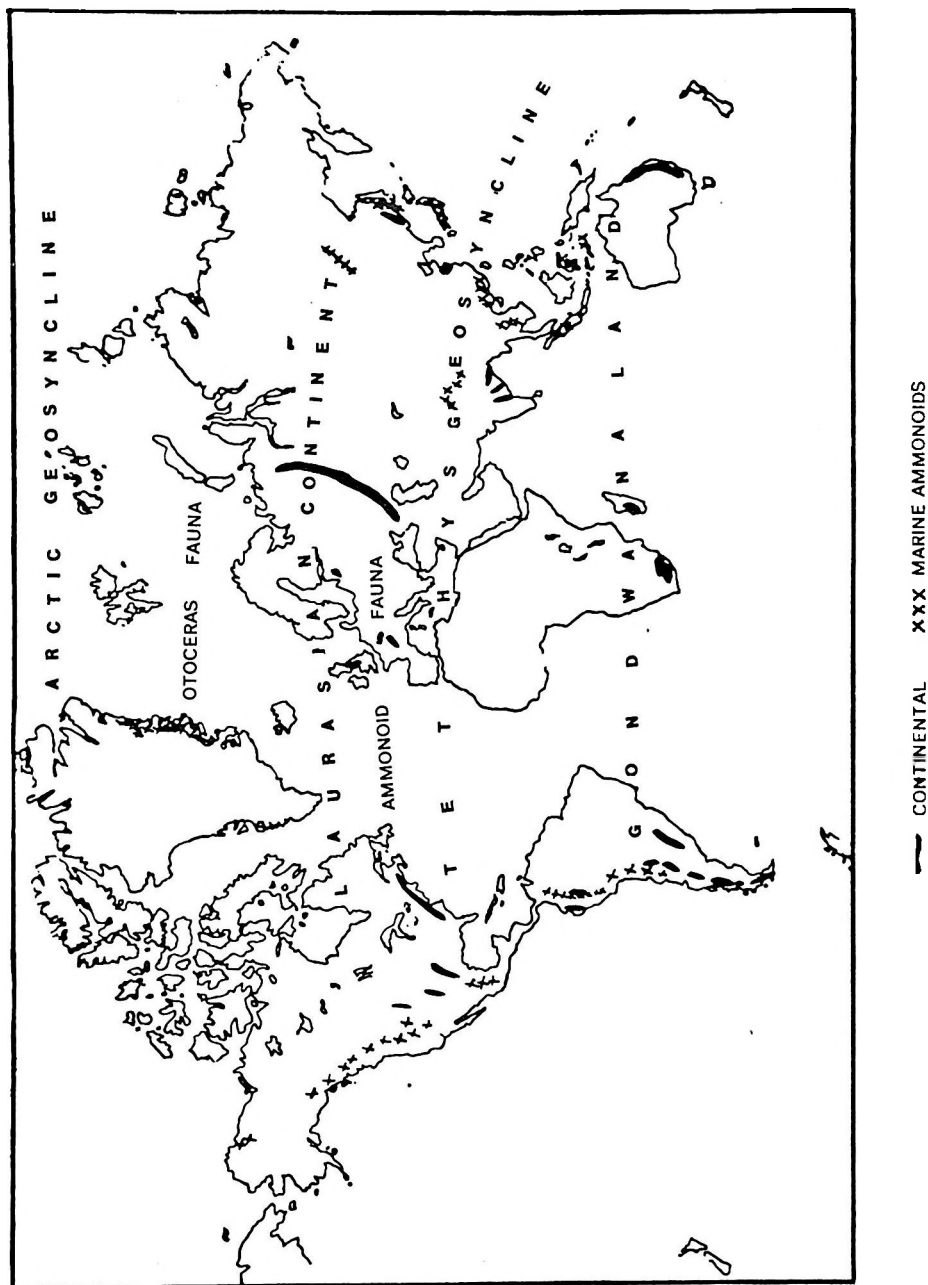 ARCTIC GEOSYNCLINE
OTOCERAS FAUNA
LAURASIAN CONTINENT
AMMONOID FAUNA
TETHYS GEOSYNCLINE
GONDWANALAND
CONTINENTAL XXX MARINE AMMONOIDS